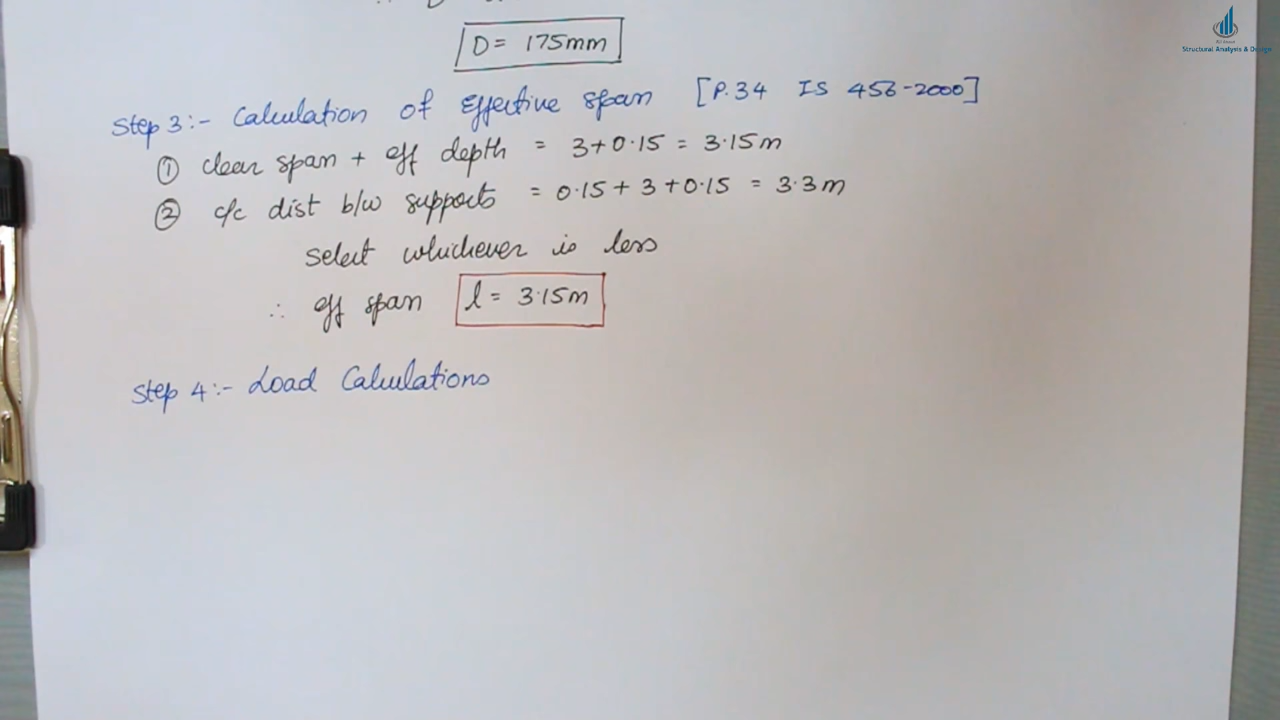 D = 175mm
Structural Analysis & Design
Step 3:- Calculation of Effective Span [P.34 IS 456-2000]
① clear span + eff depth = 3+0.15 = 3.15m
② c/c dist b/w supports = 0.15 + 3 + 0.15 = 3.3m
Select whichever is less
∴ eff span l = 3.15m
Step 4:- Load Calculations